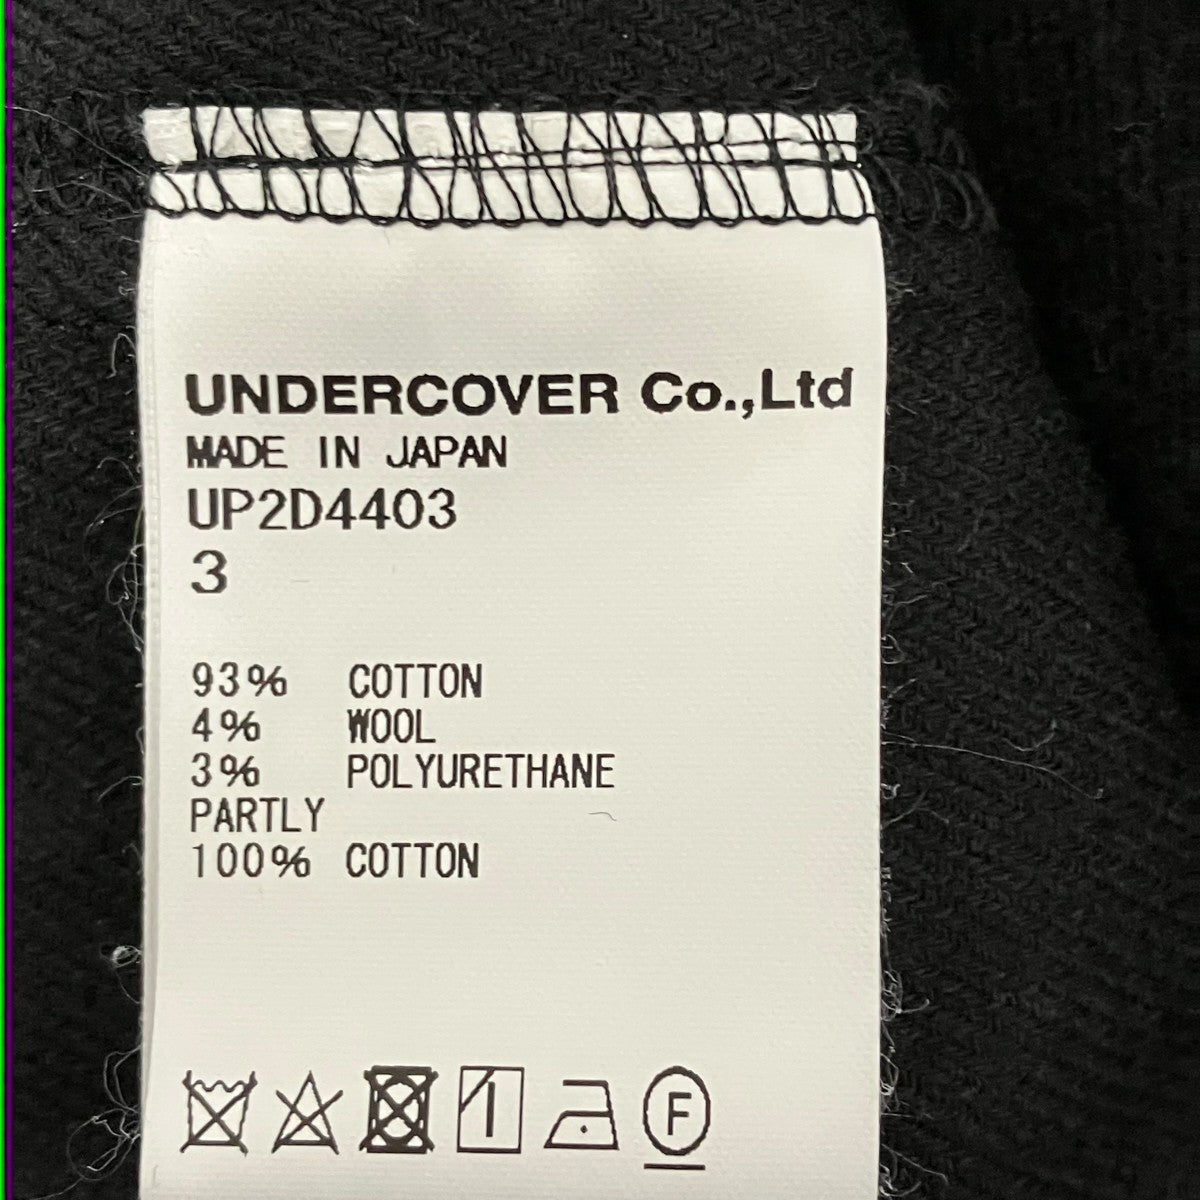 UNDERCOVER Co.,Ltd
MADE IN JAPAN
UP2D4403
3
93% COTTON
4% WOOL
3% POLYURETHANE
PARTLY
100% COTTON
F